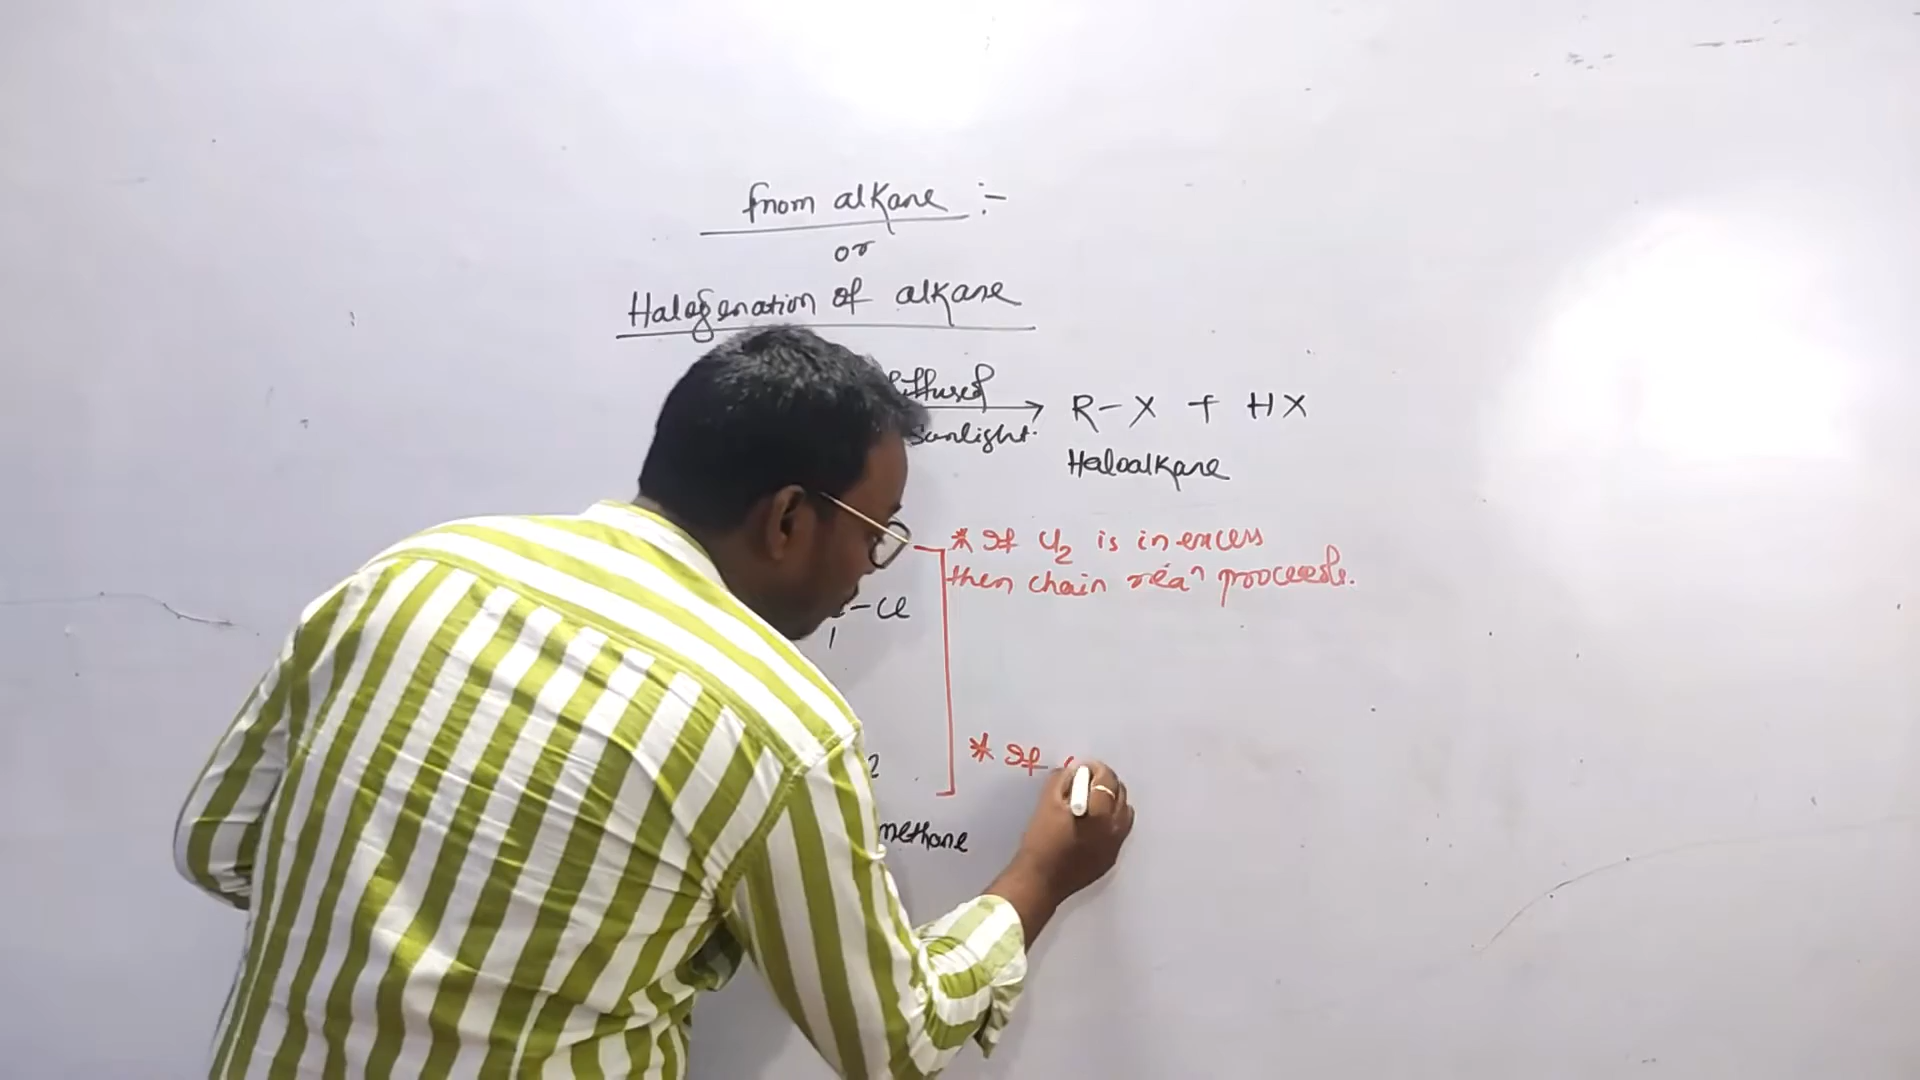 from alkane :-
or
Halogenation of alkane
diffused
sunlight.
R-X + HX
Haloalkane
* If Cl2 is in excess
then chain reaⁿ proceeds.
-Cl
2
* If
methane